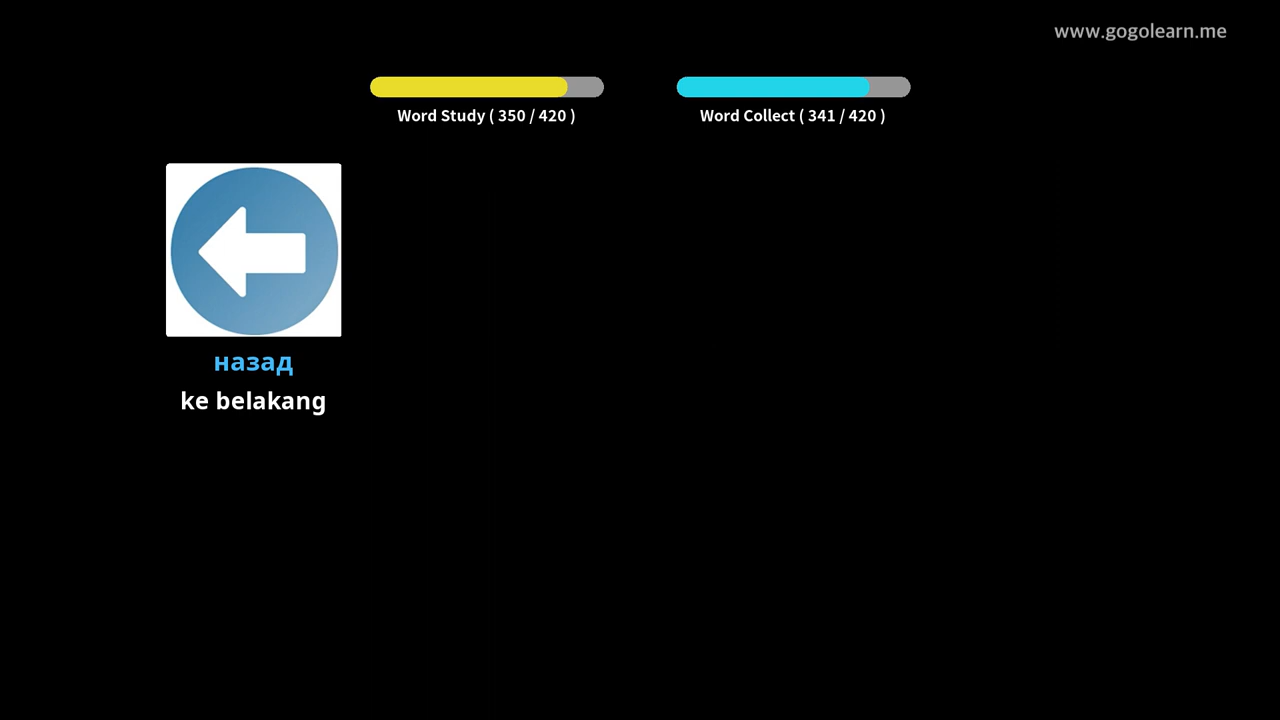 www.gogolearn.me
Word Study ( 350 / 420 )
Word Collect ( 341 / 420 )
назад
ke belakang